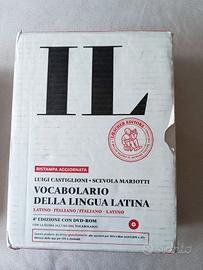 IL
LOESCHER EDITORE
RISTAMPA AGGIORNATA
LUIGI CASTIGLIONI • SCEVOLA MARIOTTI
VOCABOLARIO
DELLA LINGUA LATINA
LATINO - ITALIANO / ITALIANO - LATINO
4ª EDIZIONE CON DVD-ROM
subito